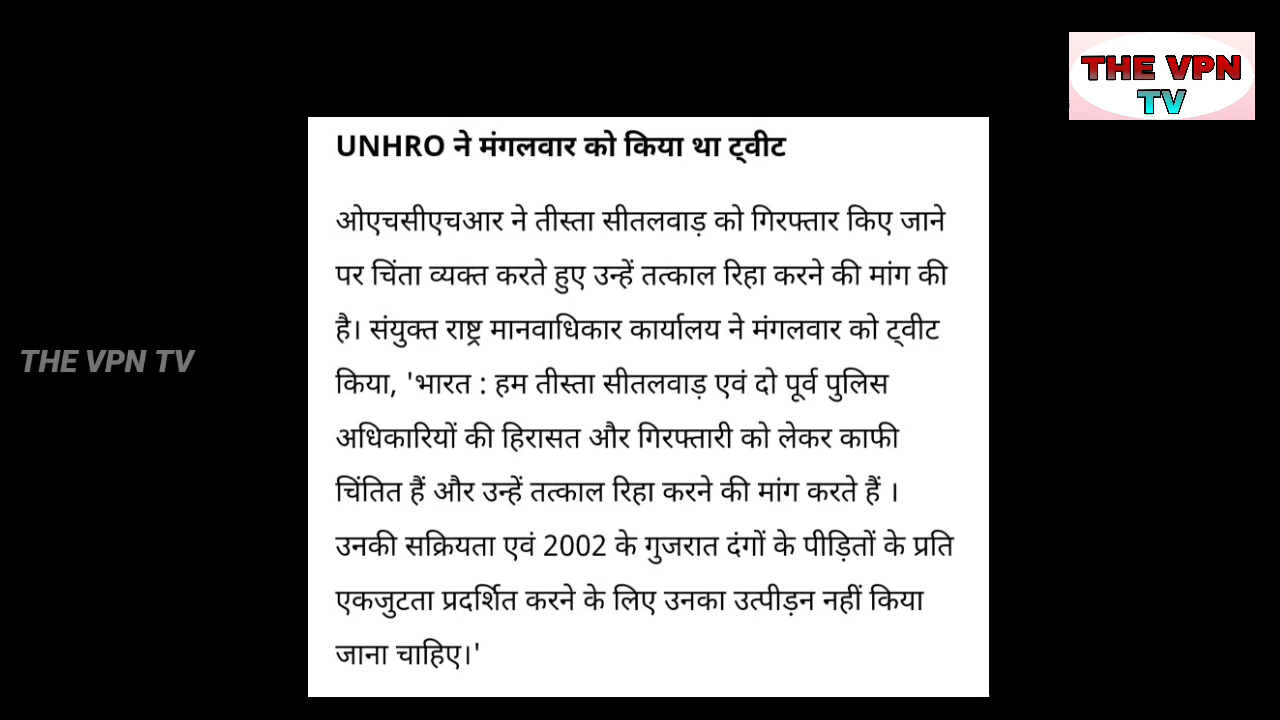 THE VPN
TV
UNHRO ने मंगलवार को किया था ट्वीट
ओएचसीएचआर ने तीस्ता सीतलवाड़ को गिरफ्तार किए जाने
पर चिंता व्यक्त करते हुए उन्हें तत्काल रिहा करने की मांग की
है। संयुक्त राष्ट्र मानवाधिकार कार्यालय ने मंगलवार को ट्वीट
THE VPN TV
किया, 'भारत : हम तीस्ता सीतलवाड़ एवं दो पूर्व पुलिस
अधिकारियों की हिरासत और गिरफ्तारी को लेकर काफी
चिंतित हैं और उन्हें तत्काल रिहा करने की मांग करते हैं ।
उनकी सक्रियता एवं 2002 के गुजरात दंगों के पीड़ितों के प्रति
एकजुटता प्रदर्शित करने के लिए उनका उत्पीड़न नहीं किया
जाना चाहिए।'